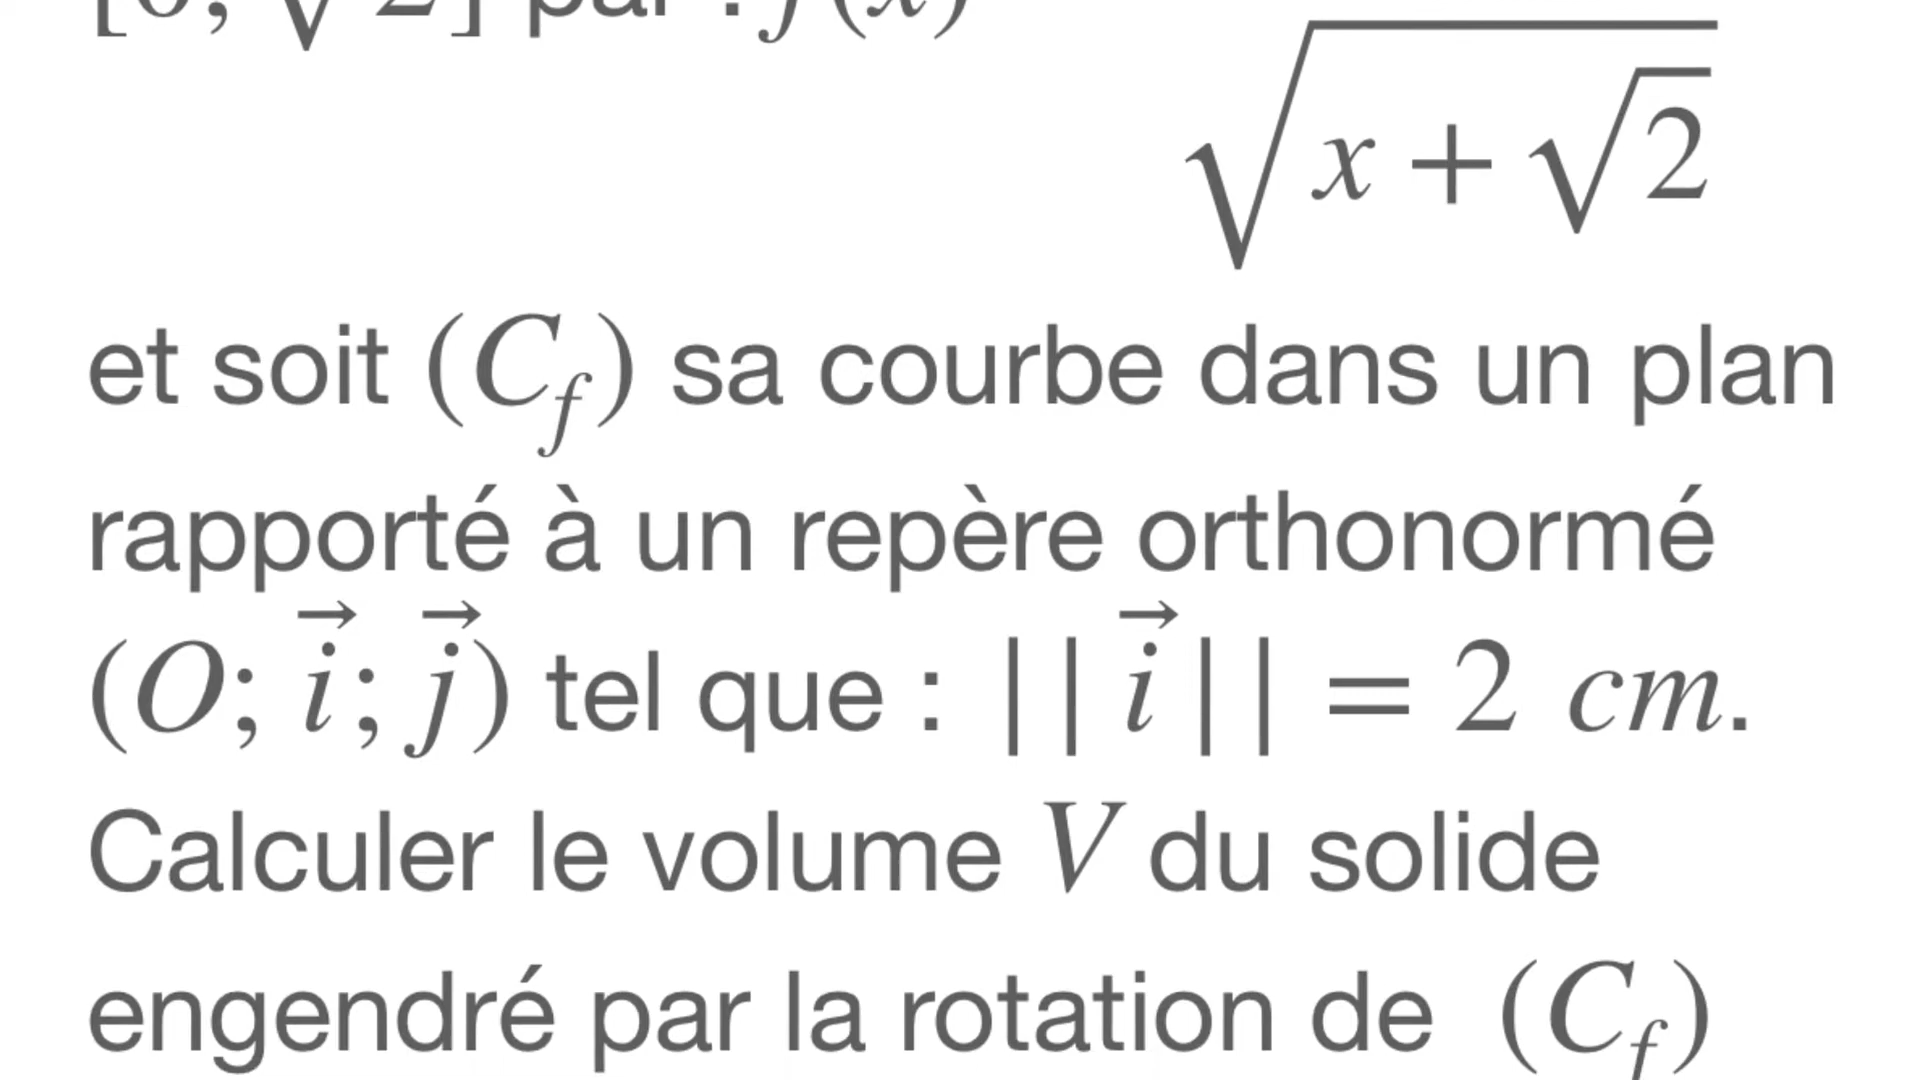 par : f(x)
√(x + √2)
et soit (C_f) sa courbe dans un plan
rapporté à un repère orthonormé
(O; i⃗; j⃗) tel que : ||i⃗|| = 2 cm.
Calculer le volume V du solide
engendré par la rotation de (C_f)